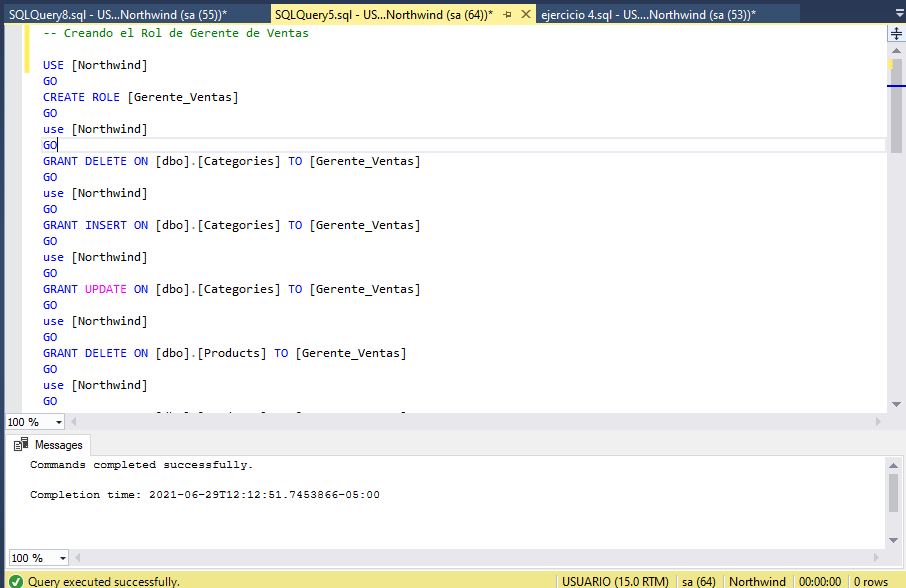 SQLQuery8.sql - US...Northwind (sa (55))*
SQLQuery5.sql - US...Northwind (sa (64))*
ejercicio 4.sql - US....Northwind (sa (53))*
-- Creando el Rol de Gerente de Ventas
USE [Northwind]
GO
CREATE ROLE [Gerente_Ventas]
GO
use [Northwind]
GO
GRANT DELETE ON [dbo].[Categories] TO [Gerente_Ventas]
GO
use [Northwind]
GO
GRANT INSERT ON [dbo].[Categories] TO [Gerente_Ventas]
GO
use [Northwind]
GO
GRANT UPDATE ON [dbo].[Categories] TO [Gerente_Ventas]
GO
use [Northwind]
GO
GRANT DELETE ON [dbo].[Products] TO [Gerente_Ventas]
GO
use [Northwind]
GO
100 %
Messages
Commands completed successfully.
Completion time: 2021-06-29T12:12:51.7453866-05:00
100 %
Query executed successfully.
USUARIO (15.0 RTM)
sa (64)
Northwind
00:00:00
0 rows